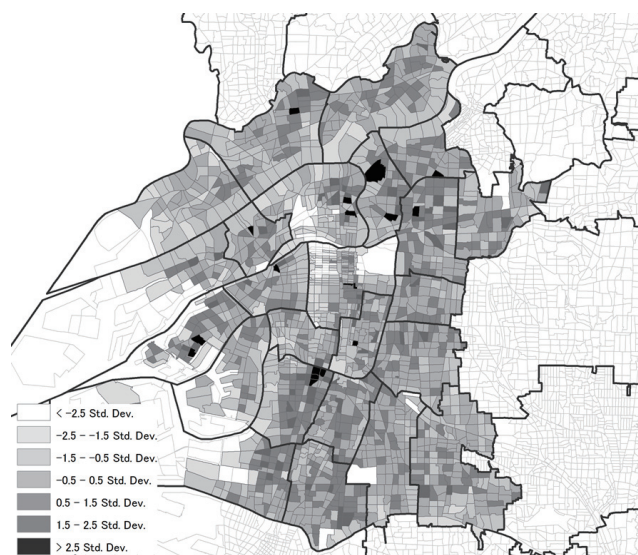 < -2.5 Std. Dev.
-2.5 - -1.5 Std. Dev.
-1.5 - -0.5 Std. Dev.
-0.5 - 0.5 Std. Dev.
0.5 - 1.5 Std. Dev.
1.5 - 2.5 Std. Dev.
> 2.5 Std. Dev.